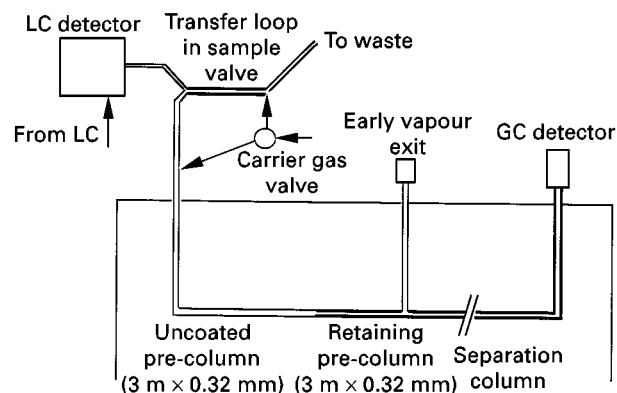 LC detector
Transfer loop
in sample
valve
To waste
From LC
Carrier gas
valve
Early vapour
exit
GC detector
Uncoated
pre-column
(3 m × 0.32 mm)
Retaining
pre-column
(3 m × 0.32 mm)
Separation
column